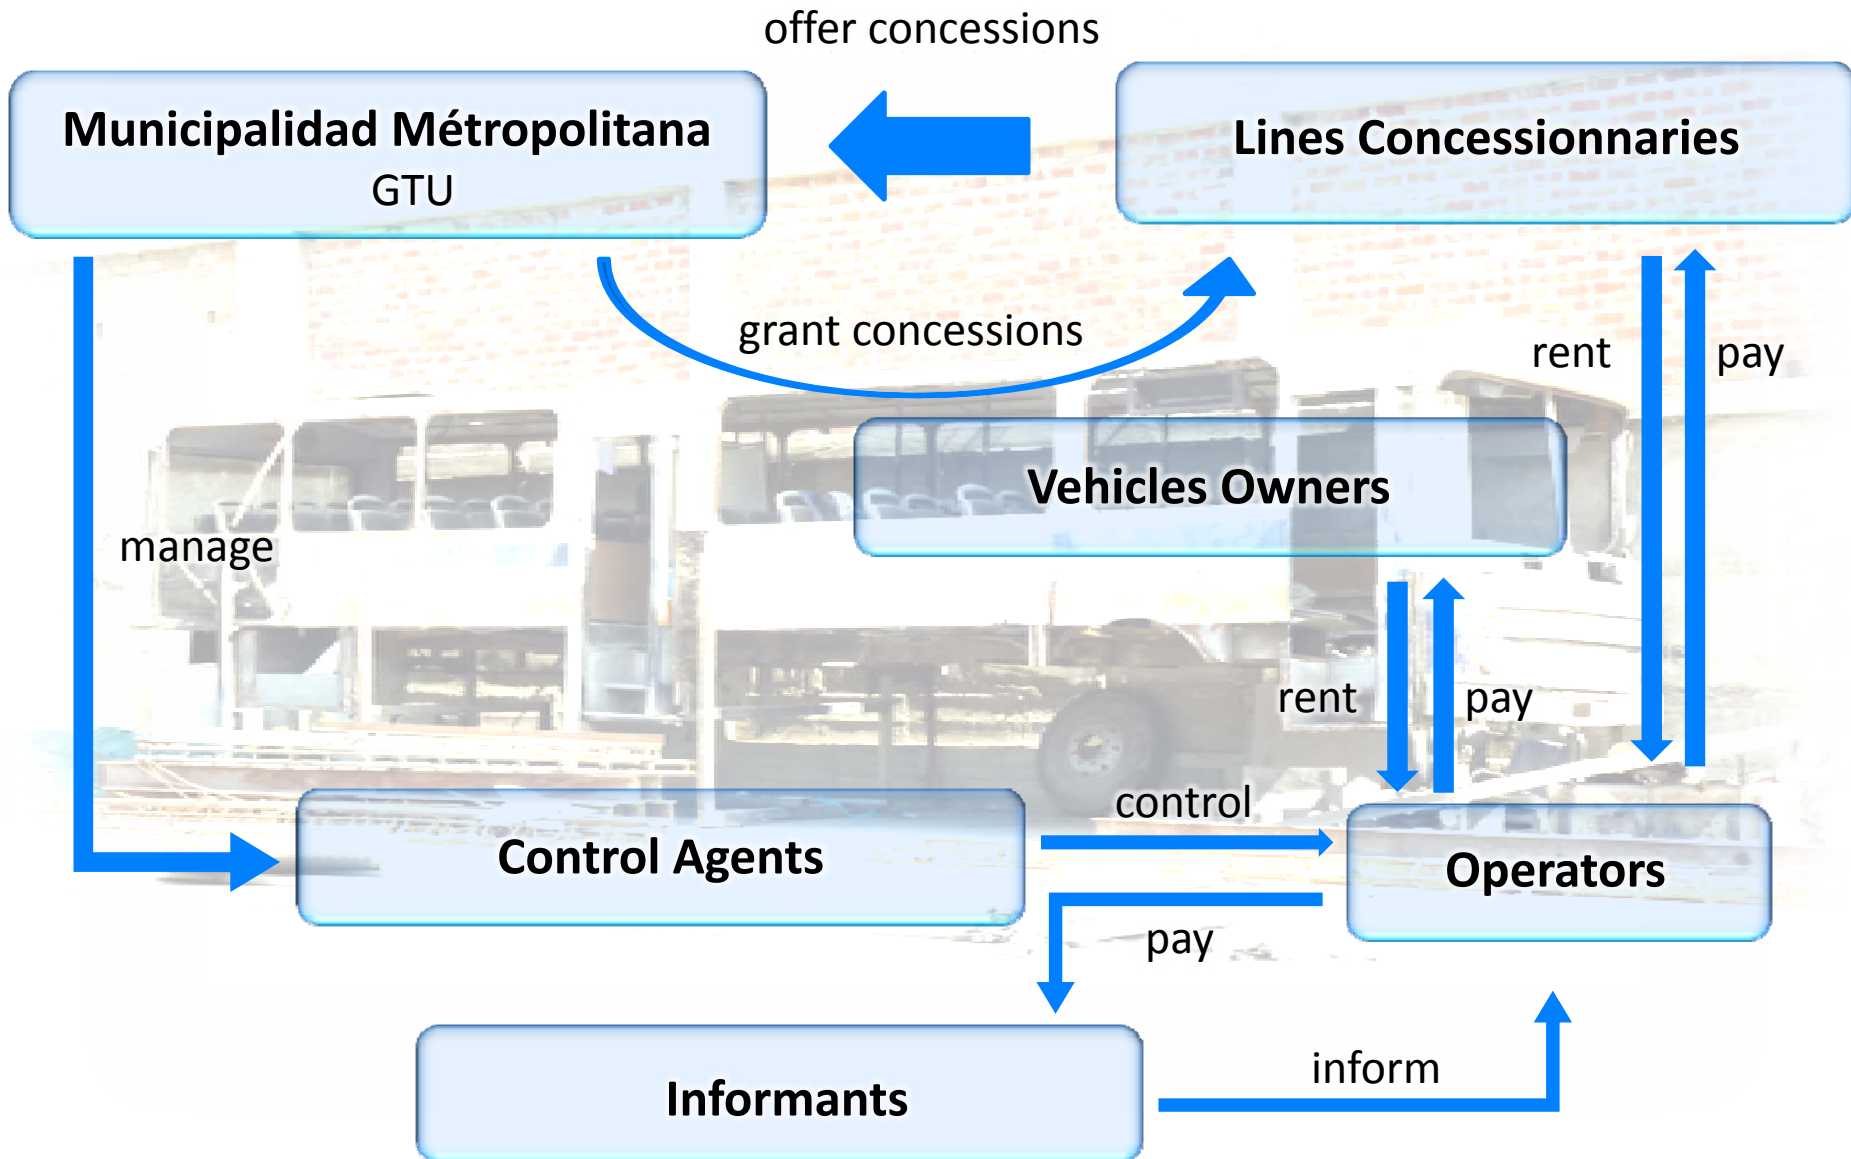 offer concessions
Municipalidad Métropolitana
GTU
Lines Concessionnaries
grant concessions
rent
pay
Vehicles Owners
manage
rent
pay
control
Control Agents
Operators
pay
inform
Informants